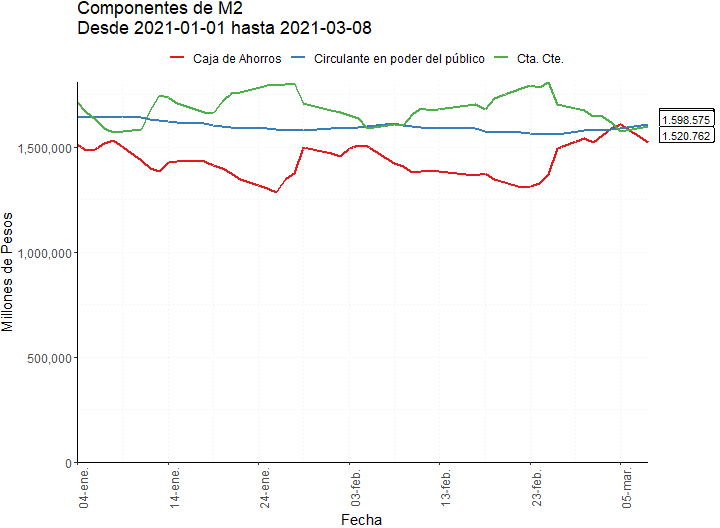 Componentes de M2
Desde 2021-01-01 hasta 2021-03-08
Caja de Ahorros
Circulante en poder del público
Cta. Cte.
1,500,000
1,000,000
500,000
0
1.598.575
1.520.762
Millones de Pesos
04-ene.
14-ene.
24-ene.
03-feb.
13-feb.
23-feb.
05-mar.
Fecha